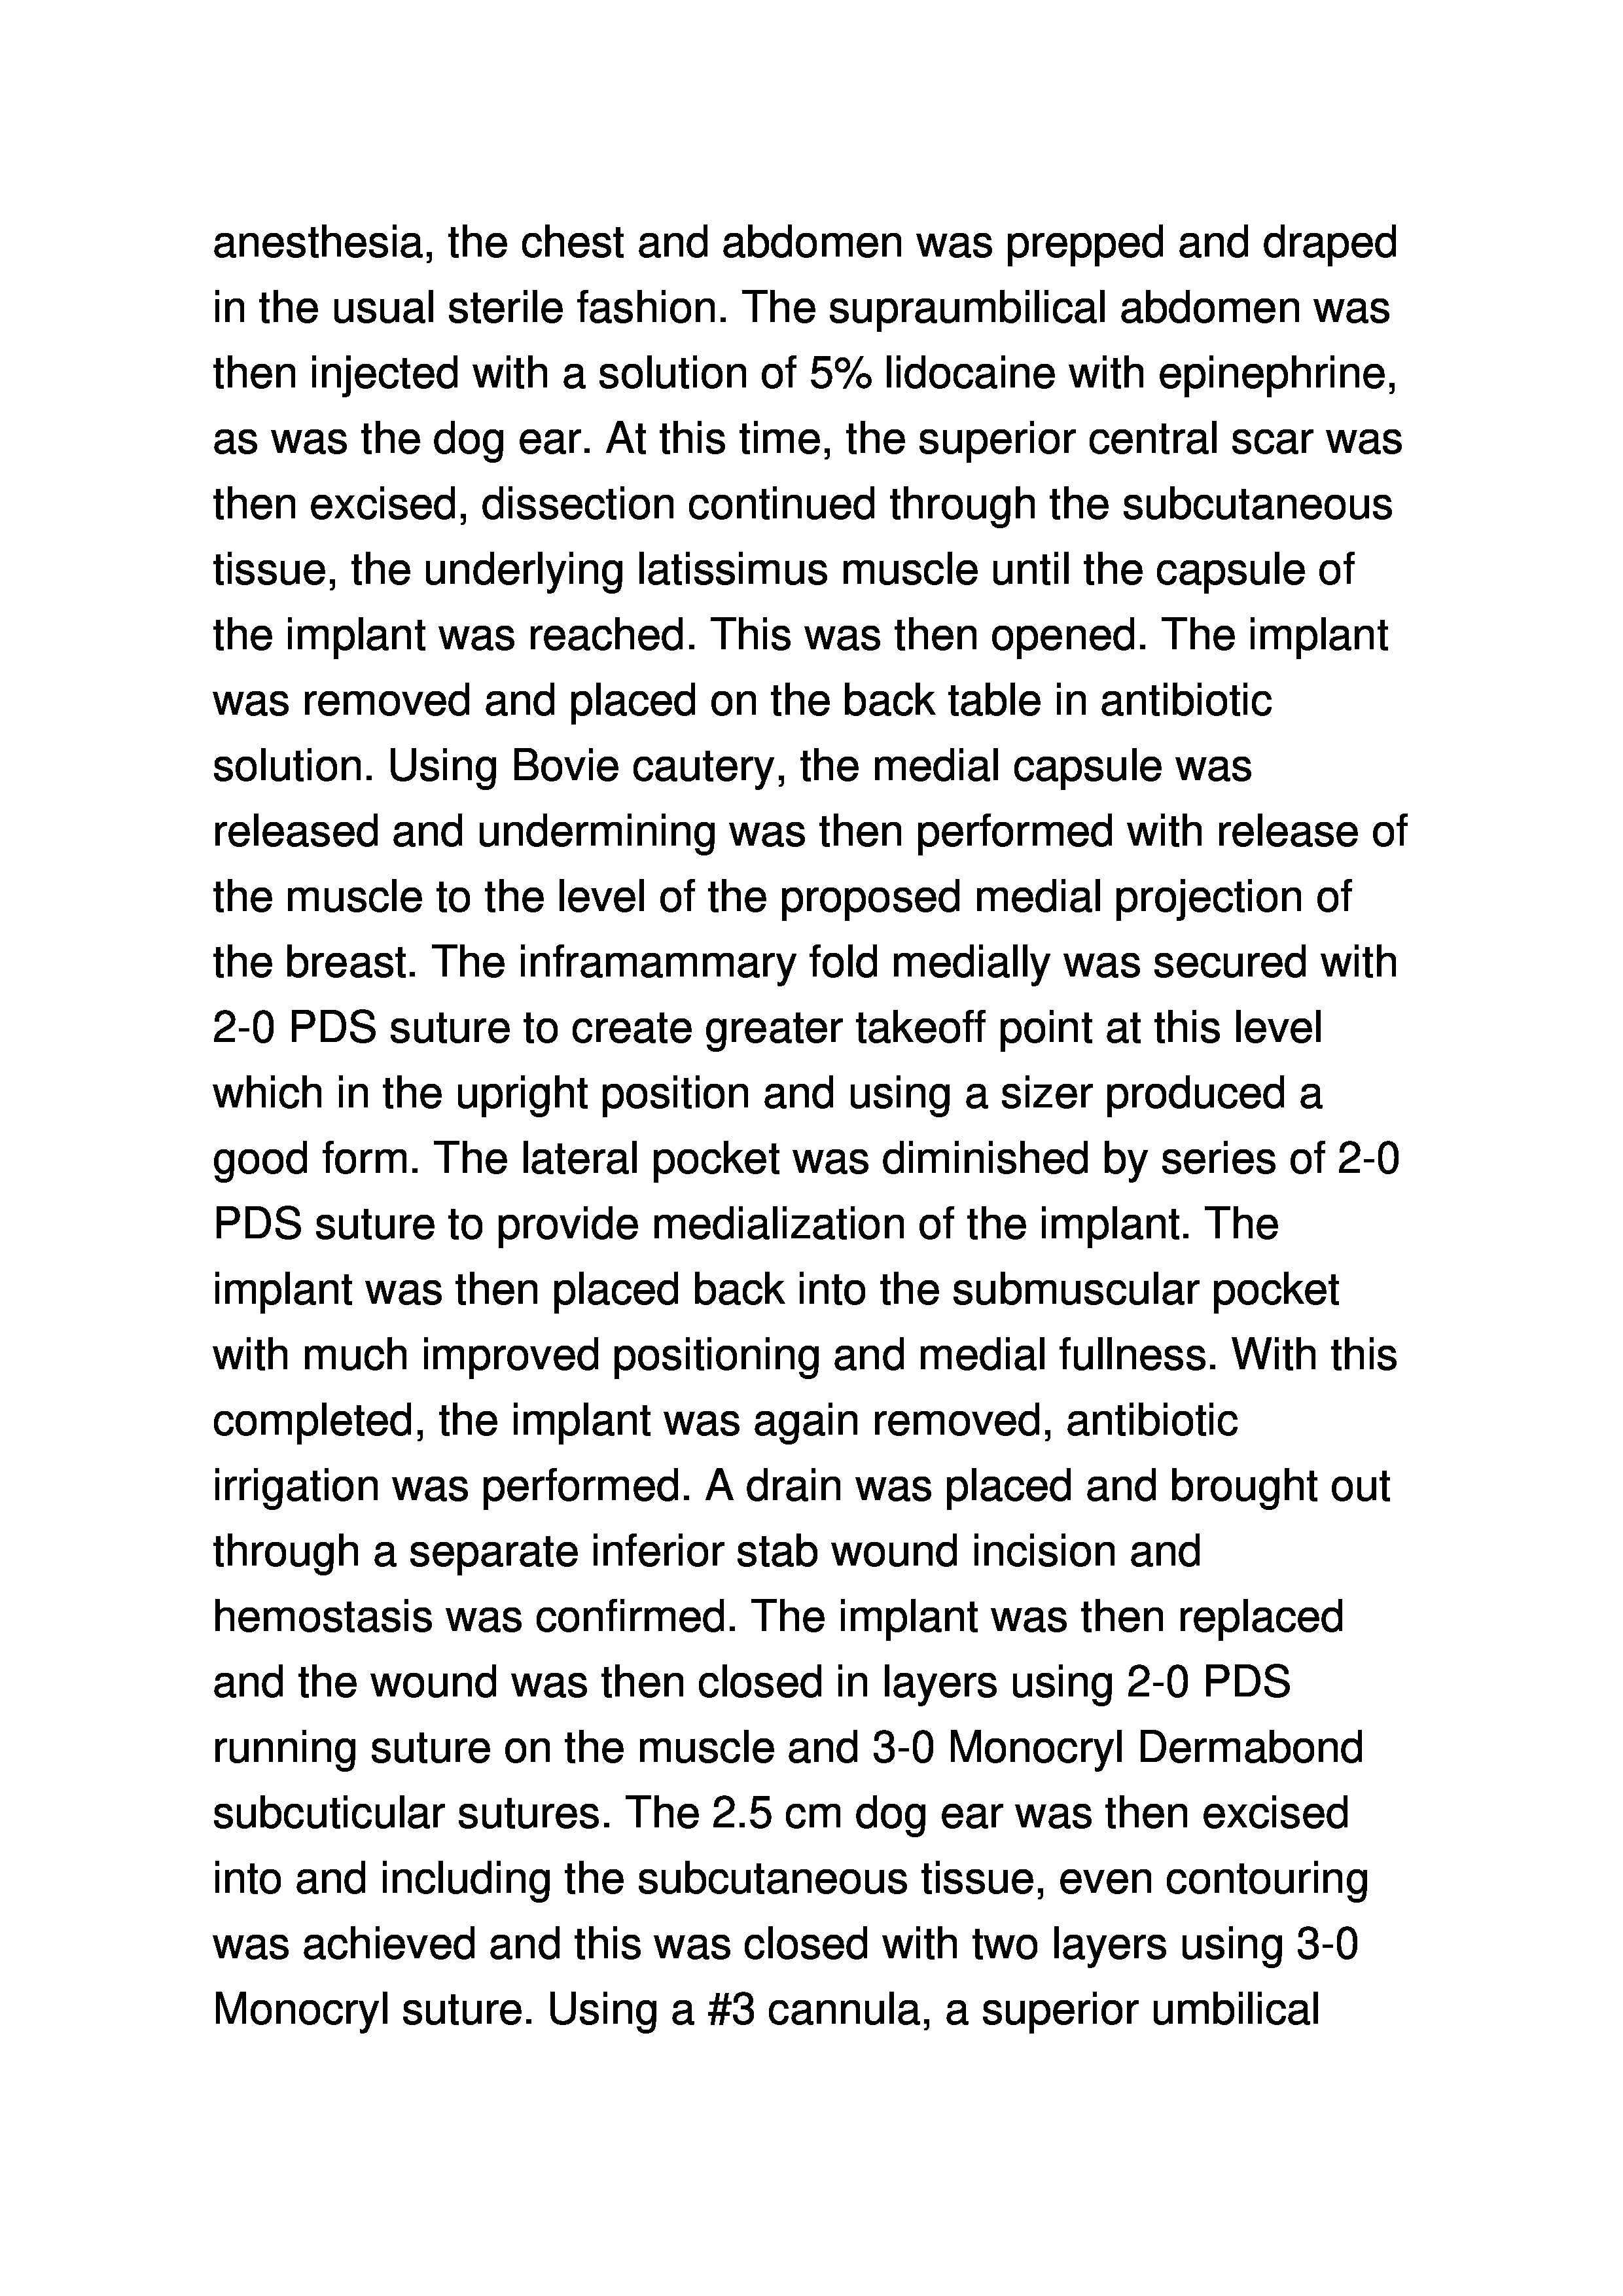 anesthesia, the chest and abdomen was prepped and draped
in the usual sterile fashion. The supraumbilical abdomen was
then injected with a solution of 5% lidocaine with epinephrine,
as was the dog ear. At this time, the superior central scar was
then excised, dissection continued through the subcutaneous
tissue, the underlying latissimus muscle until the capsule of
the implant was reached. This was then opened. The implant
was removed and placed on the back table in antibiotic
solution. Using Bovie cautery, the medial capsule was
released and undermining was then performed with release of
the muscle to the level of the proposed medial projection of
the breast. The inframammary fold medially was secured with
2-0 PDS suture to create greater takeoff point at this level
which in the upright position and using a sizer produced a
good form. The lateral pocket was diminished by series of 2-0
PDS suture to provide medialization of the implant. The
implant was then placed back into the submuscular pocket
with much improved positioning and medial fullness. With this
completed, the implant was again removed, antibiotic
irrigation was performed. A drain was placed and brought out
through a separate inferior stab wound incision and
hemostasis was confirmed. The implant was then replaced
and the wound was then closed in layers using 2-0 PDS
running suture on the muscle and 3-0 Monocryl Dermabond
subcuticular sutures. The 2.5 cm dog ear was then excised
into and including the subcutaneous tissue, even contouring
was achieved and this was closed with two layers using 3-0
Monocryl suture. Using a #3 cannula, a superior umbilical